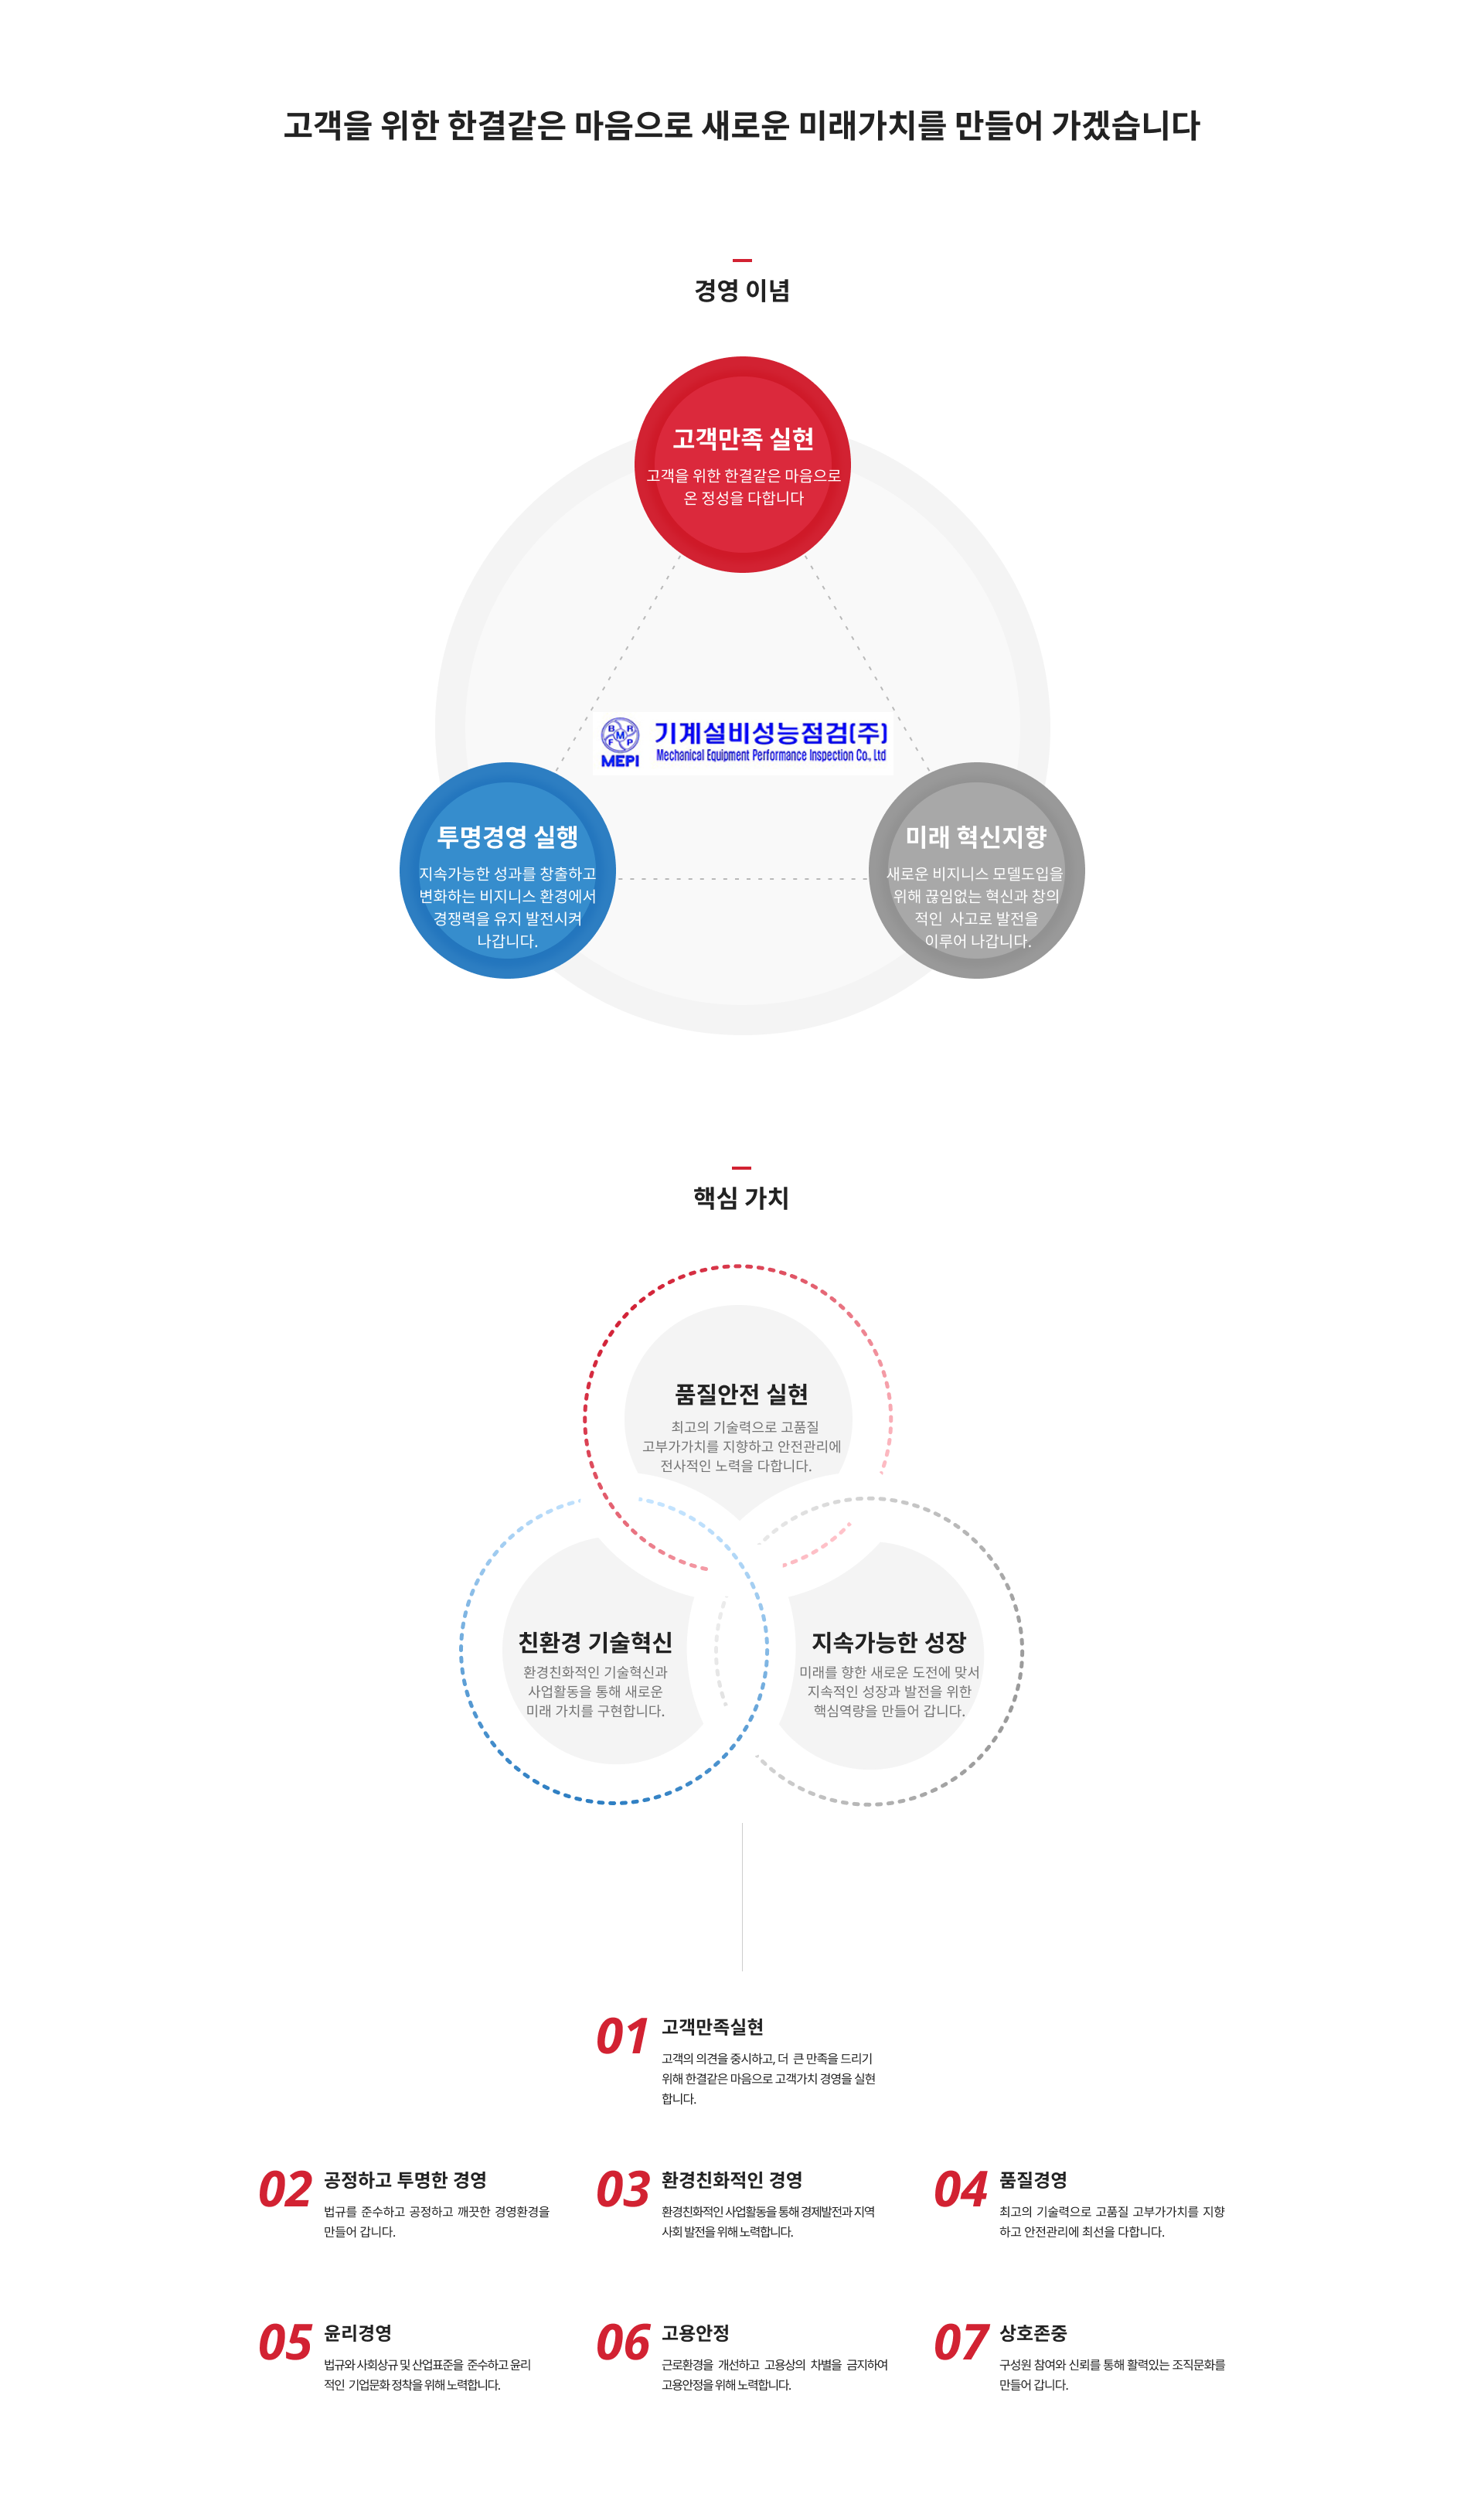 고객을 위한 한결같은 마음으로 새로운 미래가치를 만들어 가겠습니다
경영 이념
고객만족 실현
고객을 위한 한결같은 마음으로
온 정성을 다합니다
B R
M
F P
MEPI
기계설비성능점검(주)
Mechanical Equipment Performance Inspection Co., Ltd
투명경영 실행
지속가능한 성과를 창출하고
변화하는 비지니스 환경에서
경쟁력을 유지 발전시켜
나갑니다.
미래 혁신지향
새로운 비지니스 모델도입을
위해 끊임없는 혁신과 창의
적인 사고로 발전을
이루어 나갑니다.
핵심 가치
품질안전 실현
최고의 기술력으로 고품질
고부가가치를 지향하고 안전관리에
전사적인 노력을 다합니다.
친환경 기술혁신
환경친화적인 기술혁신과
사업활동을 통해 새로운
미래 가치를 구현합니다.
지속가능한 성장
미래를 향한 새로운 도전에 맞서
지속적인 성장과 발전을 위한
핵심역량을 만들어 갑니다.
01
고객만족실현
고객의 의견을 중시하고, 더 큰 만족을 드리기
위해 한결같은 마음으로 고객가치 경영을 실현
합니다.
02
공정하고 투명한 경영
법규를 준수하고 공정하고 깨끗한 경영환경을
만들어 갑니다.
03
환경친화적인 경영
환경친화적인 사업활동을 통해 경제발전과 지역
사회 발전을 위해 노력합니다.
04
품질경영
최고의 기술력으로 고품질 고부가가치를 지향
하고 안전관리에 최선을 다합니다.
05
윤리경영
법규와 사회상규 및 산업표준을 준수하고 윤리
적인 기업문화 정착을 위해 노력합니다.
06
고용안정
근로환경을 개선하고 고용상의 차별을 금지하여
고용안정을 위해 노력합니다.
07
상호존중
구성원 참여와 신뢰를 통해 활력있는 조직문화를
만들어 갑니다.